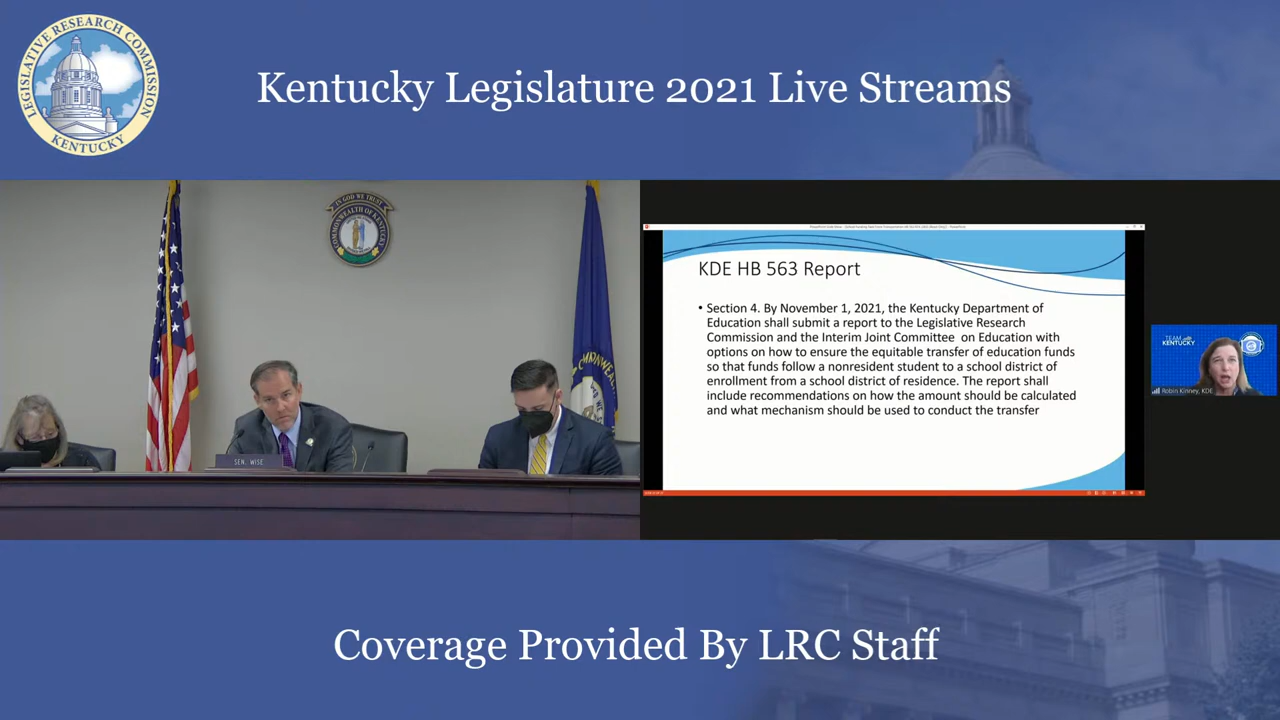 LEGISLATIVE RESEARCH COMMISSION
KENTUCKY
Kentucky Legislature 2021 Live Streams
IN GOD WE TRUST
COMMONWEALTH OF KENTUCKY
SEN. WISE
KDE HB 563 Report
• Section 4. By November 1, 2021, the Kentucky Department of
Education shall submit a report to the Legislative Research
Commission and the Interim Joint Committee on Education with
options on how to ensure the equitable transfer of education funds
so that funds follow a nonresident student to a school district of
enrollment from a school district of residence. The report shall
include recommendations on how the amount should be calculated
and what mechanism should be used to conduct the transfer
TEAM
KENTUCKY
Robin Kinney, KDE
Coverage Provided By LRC Staff